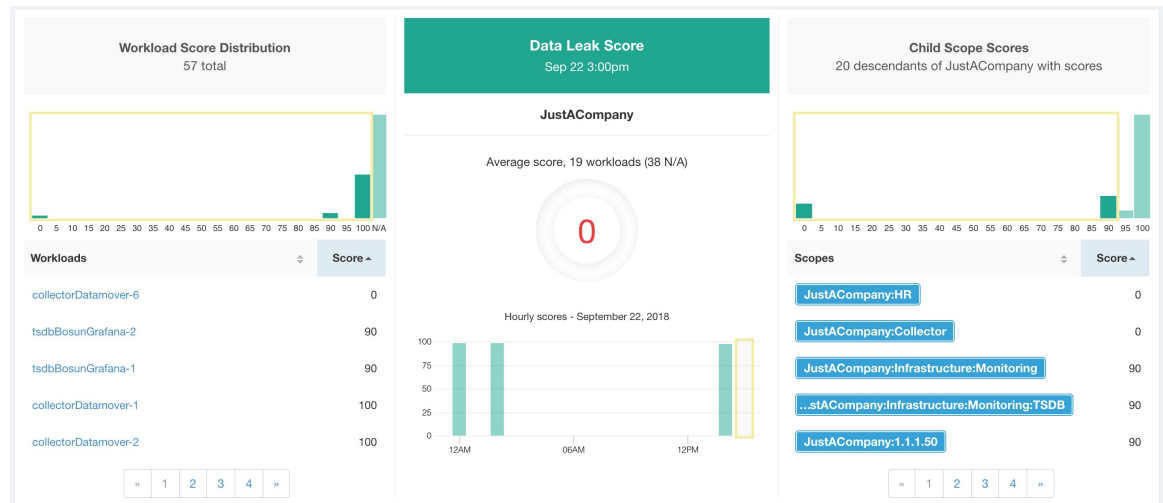 Workload Score Distribution
57 total
0 5 10 15 20 25 30 35 40 45 50 55 60 65 70 75 80 85 90 95 100 N/A
Workloads Score
collectorDatamover-6 0
tsdbBosunGrafana-2 90
tsdbBosunGrafana-1 90
collectorDatamover-1 100
collectorDatamover-2 100
« 1 2 3 4 »
Data Leak Score
Sep 22 3:00pm
JustACompany
Average score, 19 workloads (38 N/A)
0
Hourly scores - September 22, 2018
100
75
50
25
0
12AM 06AM 12PM
Child Scope Scores
20 descendants of JustACompany with scores
0 5 10 15 20 25 30 35 40 45 50 55 60 65 70 75 80 85 90 95 100
Scopes Score
JustACompany:HR 0
JustACompany:Collector 0
JustACompany:Infrastructure:Monitoring 90
...stACompany:Infrastructure:Monitoring:TSDB 90
JustACompany:1.1.1.50 90
« 1 2 3 4 »